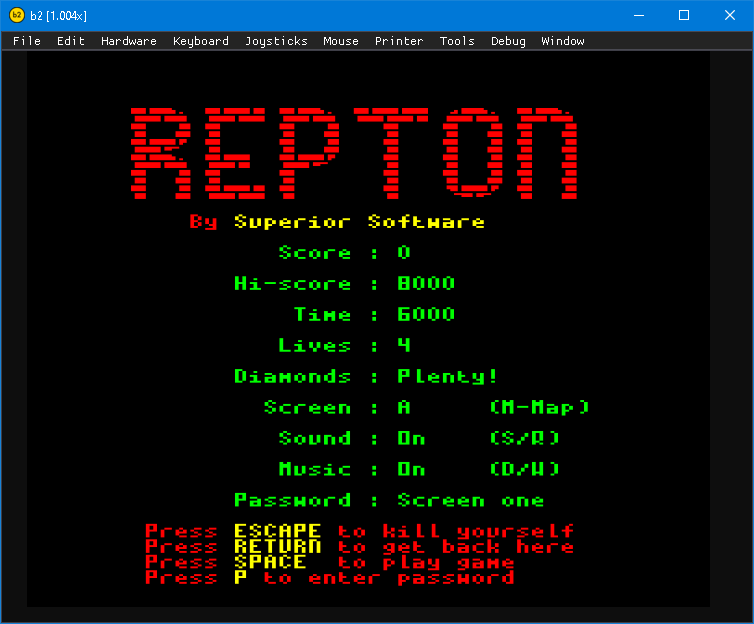 b2 [1.004x]
File Edit Hardware Keyboard Joysticks Mouse Printer Tools Debug Window
REPTON
By Superior Software
Score : 0
Hi-score : 8000
Time : 6000
Lives : 4
Diamonds : Plenty!
Screen : A (M-Map)
Sound : On (S/Q)
Music : On (D/W)
Password : Screen one
Press ESCAPE to kill yourself
Press RETURN to get back here
Press SPACE to play game
Press P to enter password